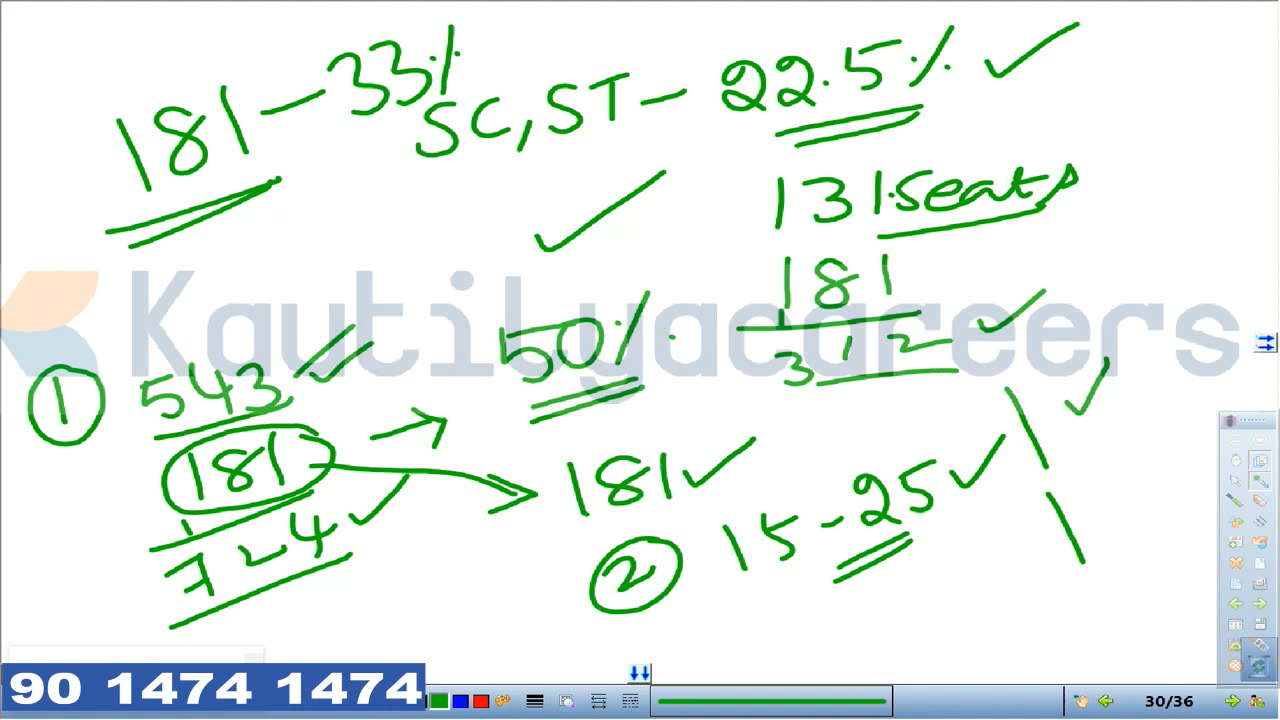 181 - 33%
SC, ST - 22.5%
131 Seats
181
312
Kautilyacareers
50%
1
543
181
724
181
2
15 - 25
90 1474 1474
30/36